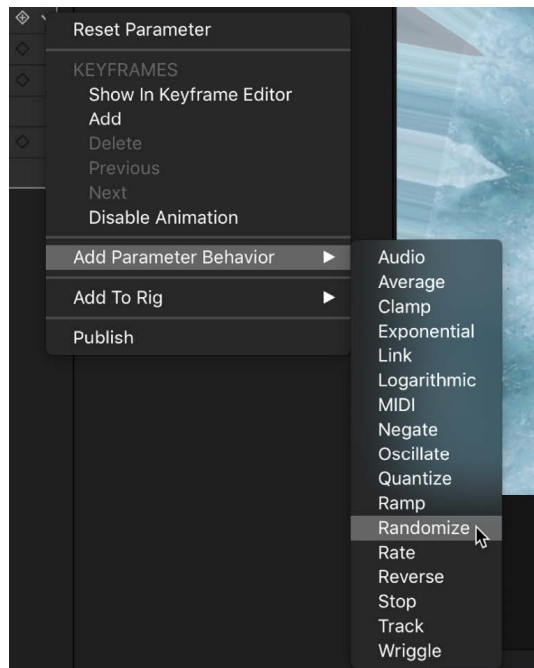 Reset Parameter
KEYFRAMES
Show In Keyframe Editor
Add
Delete
Previous
Next
Disable Animation
Add Parameter Behavior
Add To Rig
Publish
Audio
Average
Clamp
Exponential
Link
Logarithmic
MIDI
Negate
Oscillate
Quantize
Ramp
Randomize
Rate
Reverse
Stop
Track
Wriggle